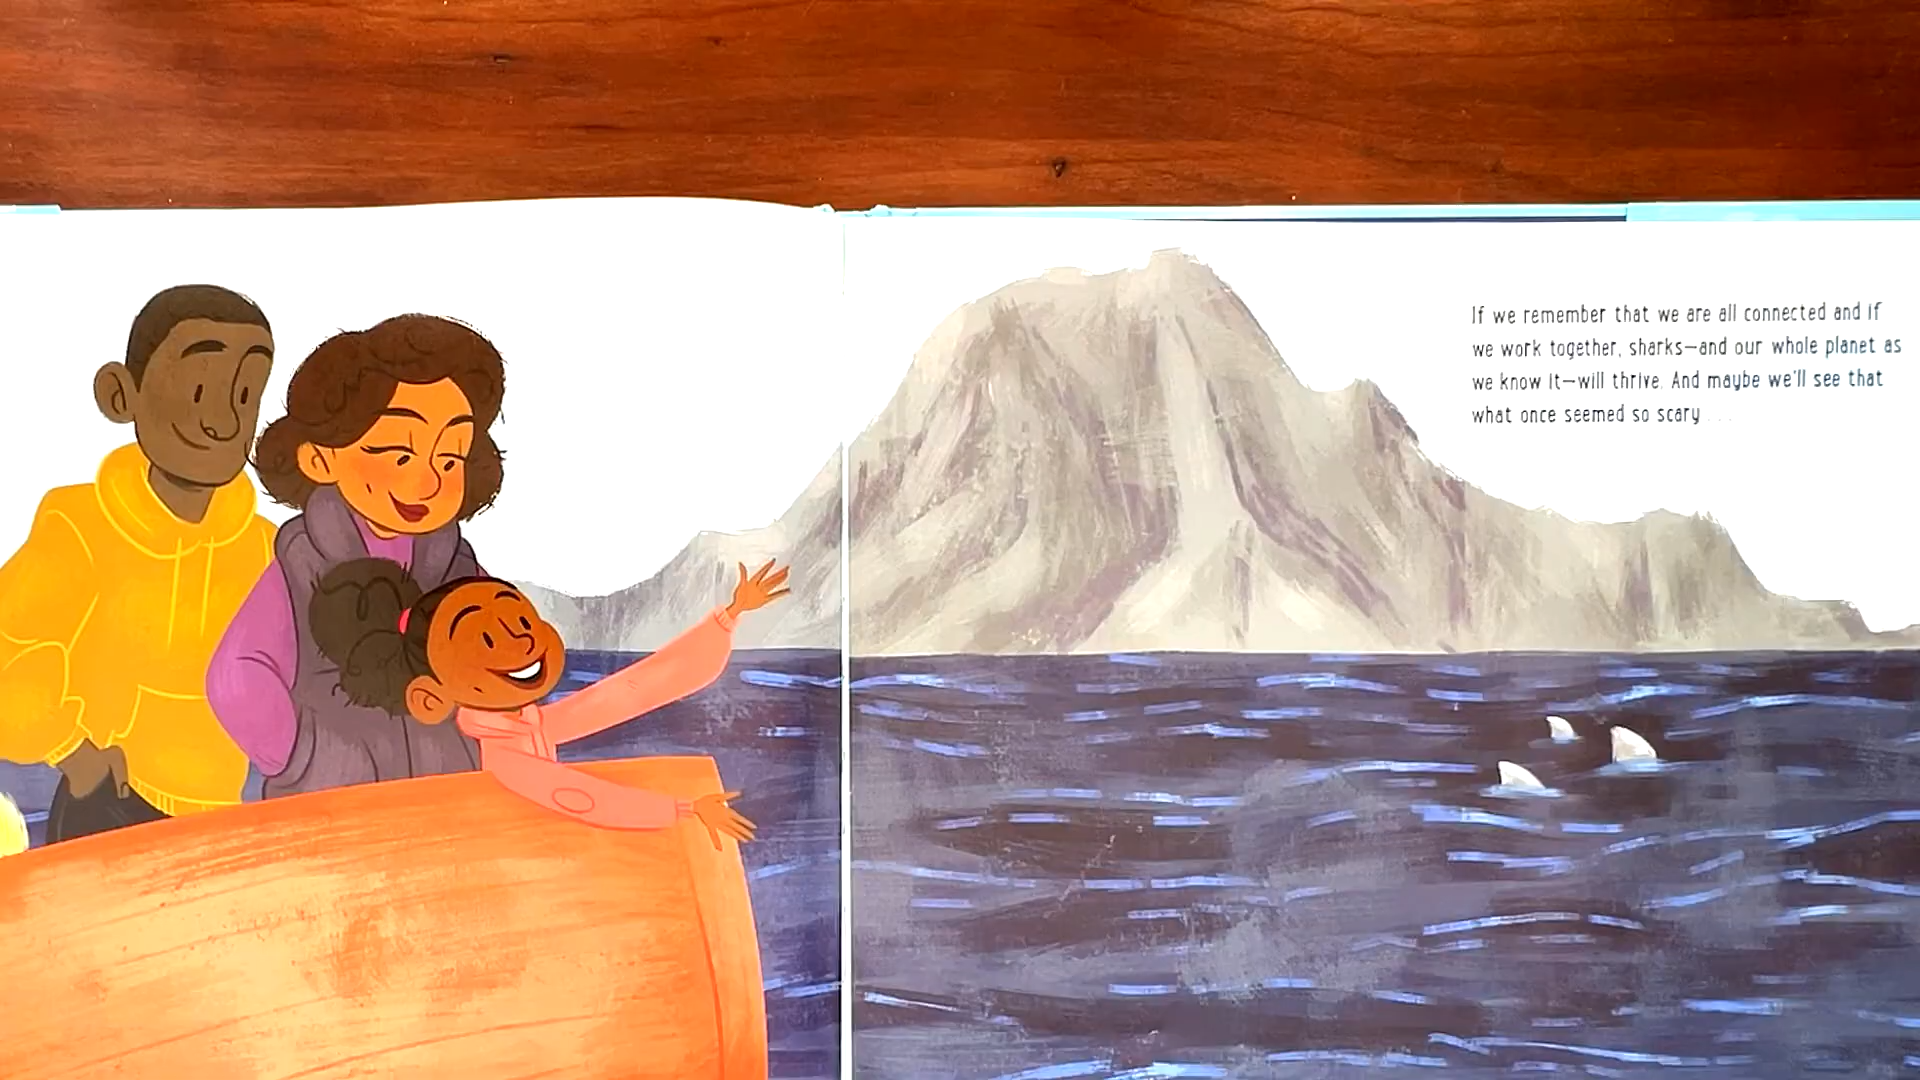 If we remember that we are all connected and if
we work together, sharks—and our whole planet as
we know it—will thrive. And maybe we'll see that
what once seemed so scary . . .